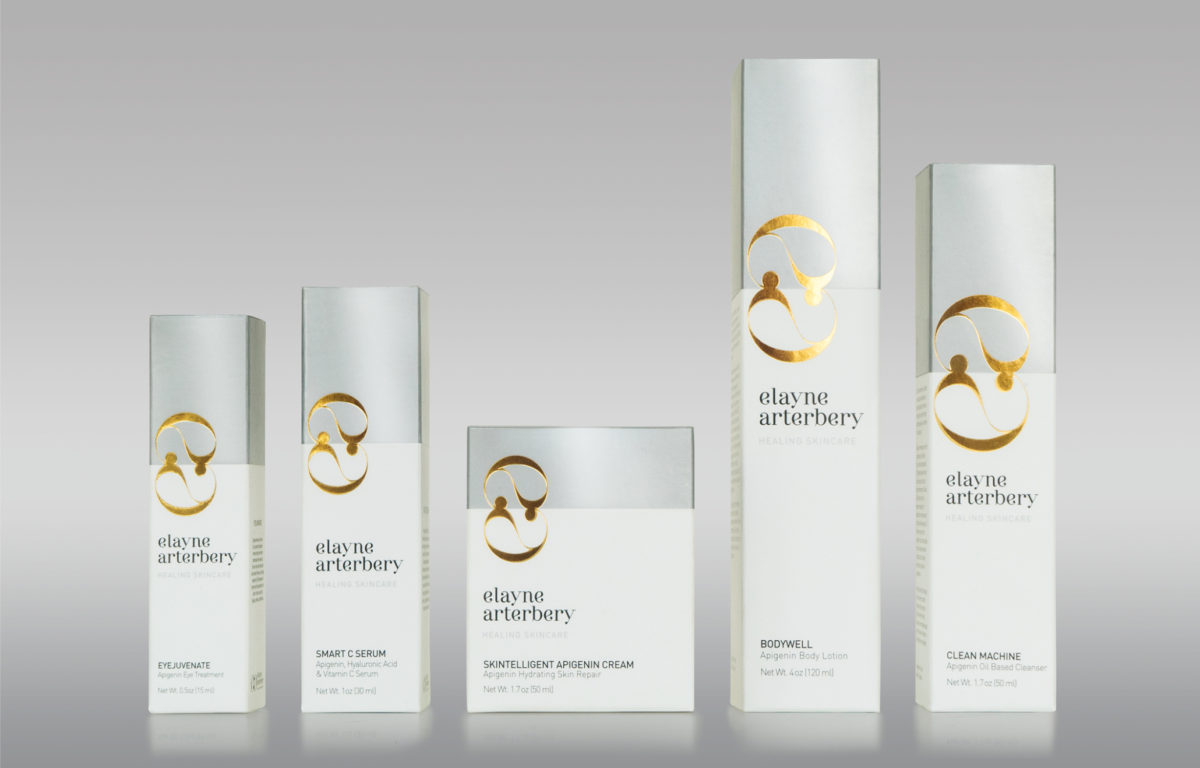 elayne
arterbery
HEALING SKINCARE
EYEJUVENATE
Apigenin Eye Treatment
Net Wt. 0.5oz (15 ml)
elayne
arterbery
HEALING SKINCARE
SMART C SERUM
Apigenin, Hyaluronic Acid
& Vitamin C Serum
Net Wt. 1oz (30 ml)
elayne
arterbery
HEALING SKINCARE
SKINTELLIGENT APIGENIN CREAM
Apigenin Hydrating Skin Repair
Net Wt. 1.7oz (50 ml)
elayne
arterbery
HEALING SKINCARE
BODYWELL
Apigenin Body Lotion
Net Wt. 4oz (120 ml)
elayne
arterbery
HEALING SKINCARE
CLEAN MACHINE
Apigenin Oil Based Cleanser
Net Wt. 1.7oz (50 ml)